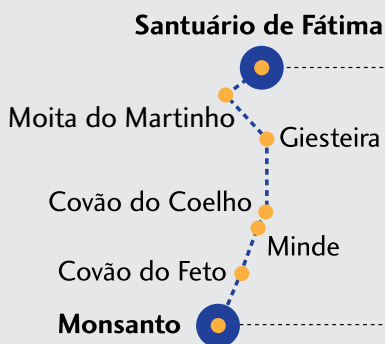 Santuário de Fátima
Moita do Martinho
Giesteira
Covão do Coelho
Minde
Covão do Feto
Monsanto